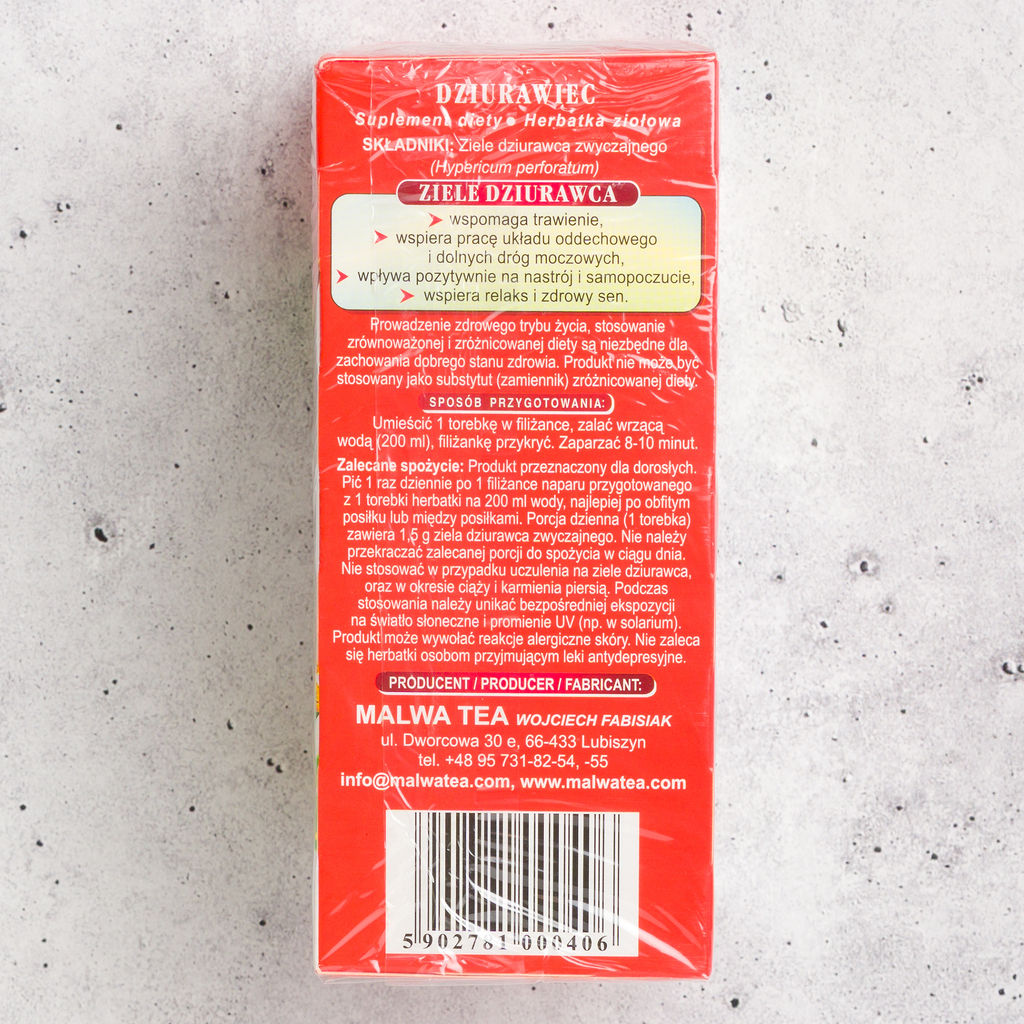 DZIURAWIEC
Suplement diety • Herbatka ziołowa
SKŁADNIKI: Ziele dziurawca zwyczajnego
(Hypericum perforatum)
ZIELE DZIURAWCA
➤ wspomaga trawienie,
➤ wspiera pracę układu oddechowego
i dolnych dróg moczowych,
➤ wpływa pozytywnie na nastrój i samopoczucie,
➤ wspiera relaks i zdrowy sen.
Prowadzenie zdrowego trybu życia, stosowanie
zrównoważonej i zróżnicowanej diety są niezbędne dla
zachowania dobrego stanu zdrowia. Produkt nie może być
stosowany jako substytut (zamiennik) zróżnicowanej diety.
SPOSÓB PRZYGOTOWANIA:
Umieścić 1 torebkę w filiżance, zalać wrzącą
wodą (200 ml), filiżankę przykryć. Zaparzać 8-10 minut.
Zalecane spożycie: Produkt przeznaczony dla dorosłych.
Pić 1 raz dziennie po 1 filiżance naparu przygotowanego
z 1 torebki herbatki na 200 ml wody, najlepiej po obfitym
posiłku lub między posiłkami. Porcja dzienna (1 torebka)
zawiera 1,5 g ziela dziurawca zwyczajnego. Nie należy
przekraczać zalecanej porcji do spożycia w ciągu dnia.
Nie stosować w przypadku uczulenia na ziele dziurawca,
oraz w okresie ciąży i karmienia piersią. Podczas
stosowania należy unikać bezpośredniej ekspozycji
na światło słoneczne i promienie UV (np. w solarium).
Produkt może wywołać reakcje alergiczne skóry. Nie zaleca
się herbatki osobom przyjmującym leki antydepresyjne.
PRODUCENT / PRODUCER / FABRICANT:
MALWA TEA WOJCIECH FABISIAK
ul. Dworcowa 30 e, 66-433 Lubiszyn
tel. +48 95 731-82-54, -55
info@malwatea.com, www.malwatea.com
5 902781 000406